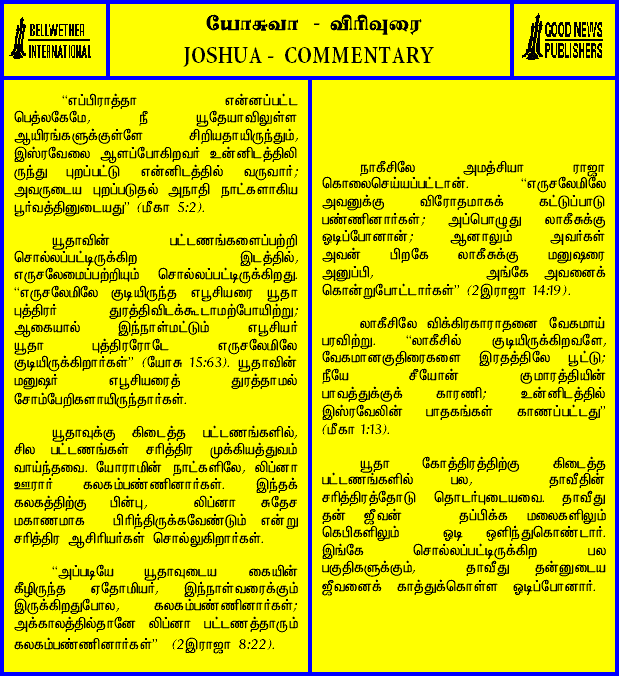 BELLWETHER
INTERNATIONAL
யோசுவா - விரிவுரை
JOSHUA - COMMENTARY
GOOD NEWS
PUBLISHERS
“எப்பிராத்தா என்னப்பட்ட
பெத்லகேமே, நீ யூதேயாவிலுள்ள
ஆயிரங்களுக்குள்ளே சிறியதாயிருந்தும்,
இஸ்ரவேலை ஆளப்போகிறவர் உன்னிடத்திலி
ருந்து புறப்பட்டு என்னிடத்தில் வருவார்;
அவருடைய புறப்படுதல் அநாதி நாட்களாகிய
பூர்வத்தினுடையது” (மீகா 5:2).
யூதாவின் பட்டணங்களைப்பற்றி
சொல்லப்பட்டிருக்கிற இடத்தில்,
எருசலேமைப்பற்றியும் சொல்லப்பட்டிருக்கிறது.
“எருசலேமிலே குடியிருந்த எபூசியரை யூதா
புத்திரர் துரத்திவிடக்கூடாமற்போயிற்று;
ஆகையால் இந்நாள்மட்டும் எபூசியர்
யூதா புத்திரரோடே எருசலேமிலே
குடியிருக்கிறார்கள்” (யோசு 15:63). யூதாவின்
மனுஷர் எபூசியரைத் துரத்தாமல்
சோம்பேறிகளாயிருந்தார்கள்.
யூதாவுக்கு கிடைத்த பட்டணங்களில்,
சில பட்டணங்கள் சரித்திர முக்கியத்துவம்
வாய்ந்தவை. யோராமின் நாட்களிலே, லிப்னா
ஊரார் கலகம்பண்ணினார்கள். இந்தக்
கலகத்திற்கு பின்பு, லிப்னா சுதேச
மகாணமாக பிரிந்திருக்கவேண்டும் என்று
சரித்திர ஆசிரியர்கள் சொல்லுகிறார்கள்.
“அப்படியே யூதாவுடைய கையின்
கீழிருந்த ஏதோமியர், இந்நாள்வரைக்கும்
இருக்கிறதுபோல, கலகம்பண்ணினார்கள்;
அக்காலத்தில்தானே லிப்னா பட்டணத்தாரும்
கலகம்பண்ணினார்கள்” (2இராஜா 8:22).
நாகீசிலே அமத்சியா ராஜா
கொலைசெய்யப்பட்டான். “எருசலேமிலே
அவனுக்கு விரோதமாகக் கட்டுப்பாடு
பண்ணினார்கள்; அப்பொழுது லாகீசுக்கு
ஓடிப்போனான்; ஆனாலும் அவர்கள்
அவன் பிறகே லாகீசுக்கு மனுஷரை
அனுப்பி, அங்கே அவனைக்
கொன்றுபோட்டார்கள்” (2இராஜா 14:19).
லாகீசிலே விக்கிரகாராதனை வேகமாய்
பரவிற்று. “லாகீசில் குடியிருக்கிறவளே,
வேகமானகுதிரைகளை இரதத்திலே பூட்டு;
நீயே சீயோன் குமாரத்தியின்
பாவத்துக்குக் காரணி; உன்னிடத்தில்
இஸ்ரவேலின் பாதகங்கள் காணப்பட்டது”
(மீகா 1:13).
யூதா கோத்திரத்திற்கு கிடைத்த
பட்டணங்களில் பல, தாவீதின்
சரித்திரத்தோடு தொடர்புடையவை. தாவீது
தன் ஜீவன் தப்பிக்க மலைகளிலும்
கெபிகளிலும் ஓடி ஒளிந்துகொண்டார்.
இங்கே சொல்லப்பட்டிருக்கிற பல
பகுதிகளுக்கும், தாவீது தன்னுடைய
ஜீவனைக் காத்துக்கொள்ள ஓடிப்போனார்.